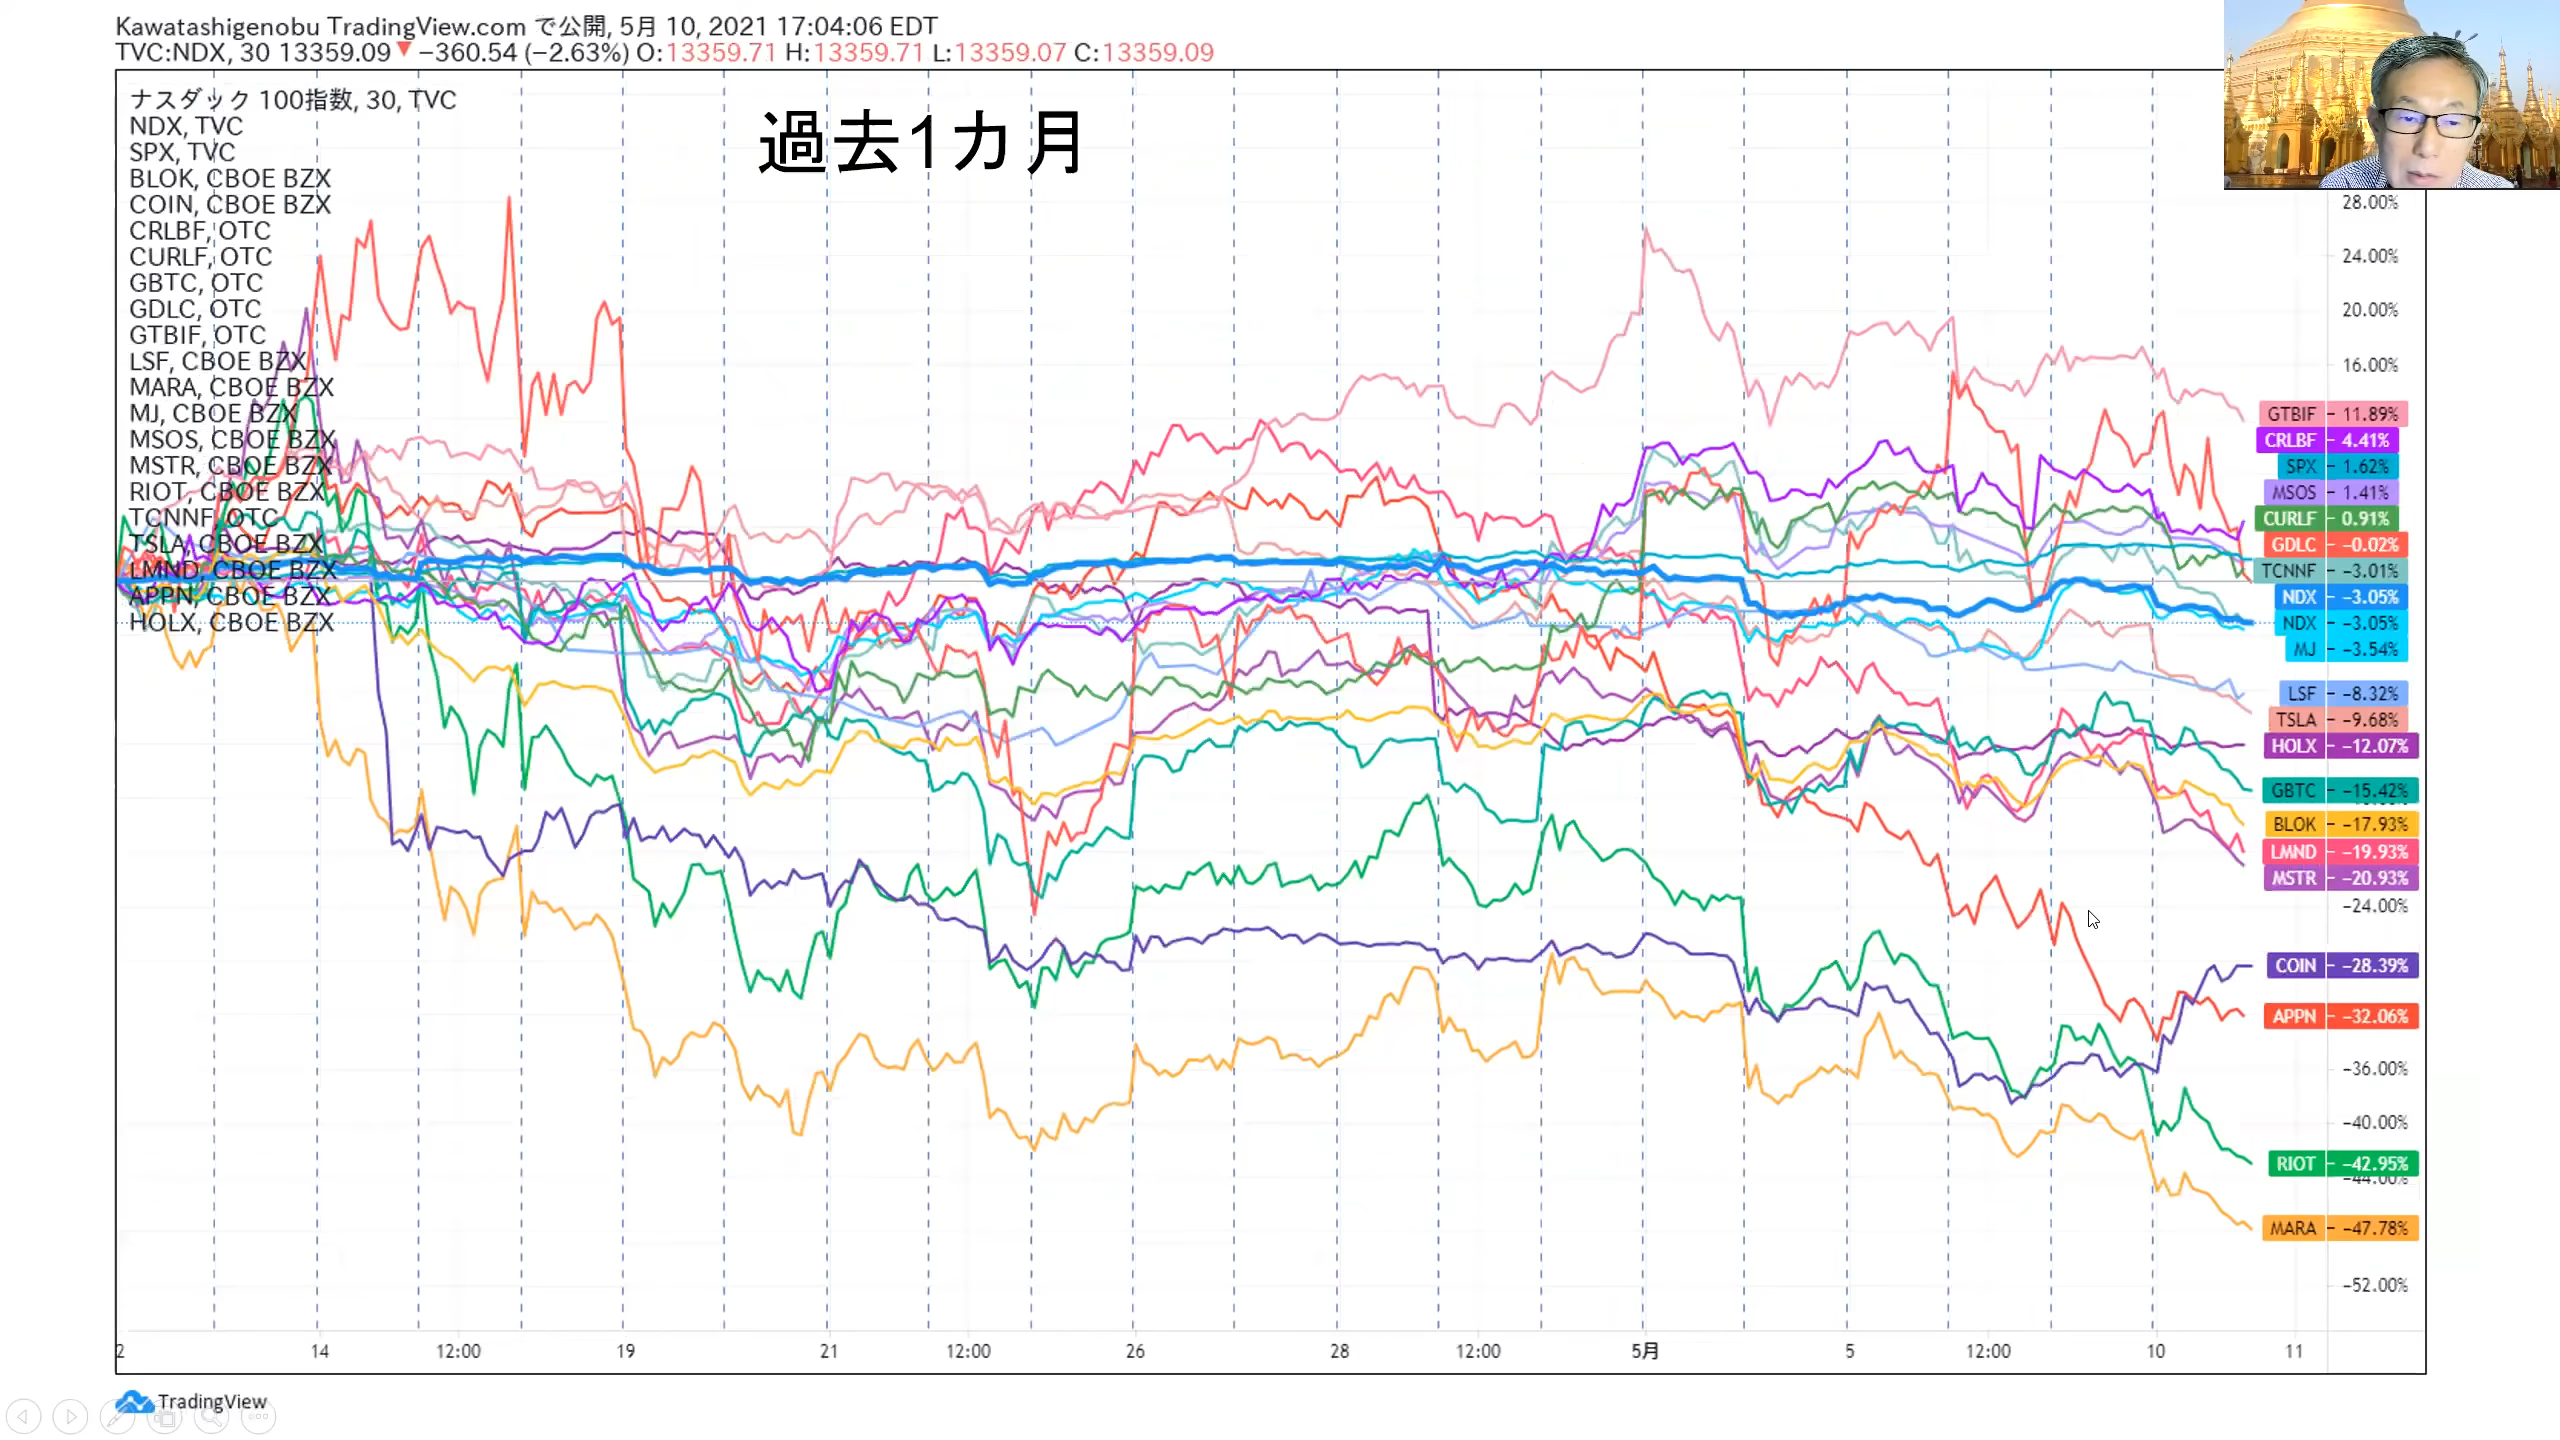 Kawatashigenobu TradingView.com で公開, 5月 10, 2021 17:04:06 EDT
TVC:NDX, 30 13359.09 ▼ −360.54 (−2.63%) O:13359.71 H:13359.71 L:13359.07 C:13359.09
過去1カ月
ナスダック 100指数, 30, TVC
NDX, TVC
SPX, TVC
BLOK, CBOE BZX
COIN, CBOE BZX
CRLBF, OTC
CURLF, OTC
GBTC, OTC
GDLC, OTC
GTBIF, OTC
LSF, CBOE BZX
MARA, CBOE BZX
MJ, CBOE BZX
MSOS, CBOE BZX
MSTR, CBOE BZX
RIOT, CBOE BZX
TCNNF, OTC
TSLA, CBOE BZX
LMND, CBOE BZX
APPN, CBOE BZX
HOLX, CBOE BZX
28.00%
24.00%
20.00%
16.00%
GTBIF 11.89%
CRLBF 4.41%
SPX 1.62%
MSOS 1.41%
CURLF 0.91%
GDLC −0.02%
TCNNF −3.01%
NDX −3.05%
NDX −3.05%
MJ −3.54%
LSF −8.32%
TSLA −9.68%
HOLX −12.07%
GBTC −15.42%
BLOK −17.93%
LMND −19.93%
MSTR −20.93%
−24.00%
COIN −28.39%
APPN −32.06%
−36.00%
−40.00%
RIOT −42.95%
−44.00%
MARA −47.78%
−52.00%
2 14 12:00 19 21 12:00 26 28 12:00 5月 5 12:00 10 11
TradingView